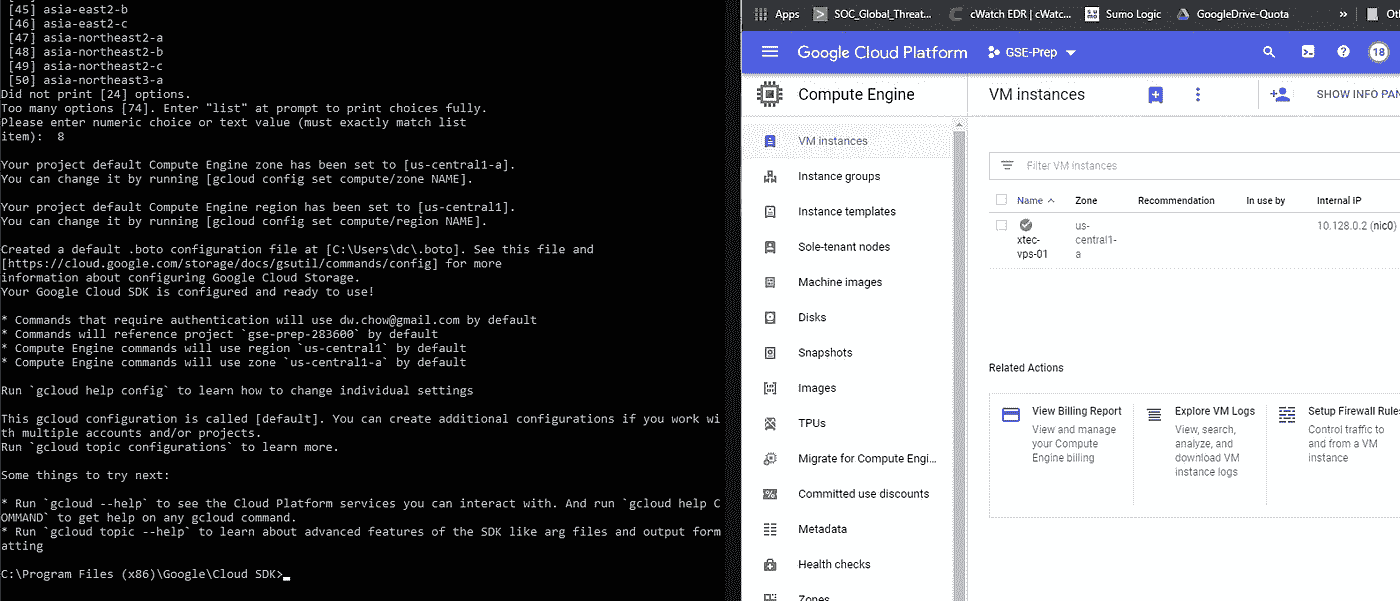 [45] asia-east2-b
[46] asia-east2-c
[47] asia-northeast2-a
[48] asia-northeast2-b
[49] asia-northeast2-c
[50] asia-northeast3-a
Did not print [24] options.
Too many options [74]. Enter "list" at prompt to print choices fully.
Please enter numeric choice or text value (must exactly match list
item):  8
Your project default Compute Engine zone has been set to [us-central1-a].
You can change it by running [gcloud config set compute/zone NAME].
Your project default Compute Engine region has been set to [us-central1].
You can change it by running [gcloud config set compute/region NAME].
Created a default .boto configuration file at [C:\Users\dc\.boto]. See this file and
[https://cloud.google.com/storage/docs/gsutil/commands/config] for more
information about configuring Google Cloud Storage.
Your Google Cloud SDK is configured and ready to use!
* Commands that require authentication will use dw.chow@gmail.com by default
* Commands will reference project `gse-prep-283600` by default
* Compute Engine commands will use region `us-central1` by default
* Compute Engine commands will use zone `us-central1-a` by default
Run `gcloud help config` to learn how to change individual settings
This gcloud configuration is called [default]. You can create additional configurations if you work wi
th multiple accounts and/or projects.
Run `gcloud topic configurations` to learn more.
Some things to try next:
* Run `gcloud --help` to see the Cloud Platform services you can interact with. And run `gcloud help C
OMMAND` to get help on any gcloud command.
* Run `gcloud topic --help` to learn about advanced features of the SDK like arg files and output form
atting
C:\Program Files (x86)\Google\Cloud SDK>
Apps SOC_Global_Threat... cWatch EDR | cWatc... Sumo Logic GoogleDrive-Quota » Ot
Google Cloud Platform GSE-Prep 18
Compute Engine
VM instances
Instance groups
Instance templates
Sole-tenant nodes
Machine images
Disks
Snapshots
Images
TPUs
Migrate for Compute Engi...
Committed use discounts
Metadata
Health checks
Zones
VM instances SHOW INFO PAN
Filter VM instances
Name Zone Recommendation In use by Internal IP
xtec-
vps-01
us-
central1-
a
10.128.0.2 (nic0)
Related Actions
View Billing Report
View and manage
your Compute
Engine billing
Explore VM Logs
View, search,
analyze, and
download VM
instance logs
Setup Firewall Rules
Control traffic to
and from a VM
instance